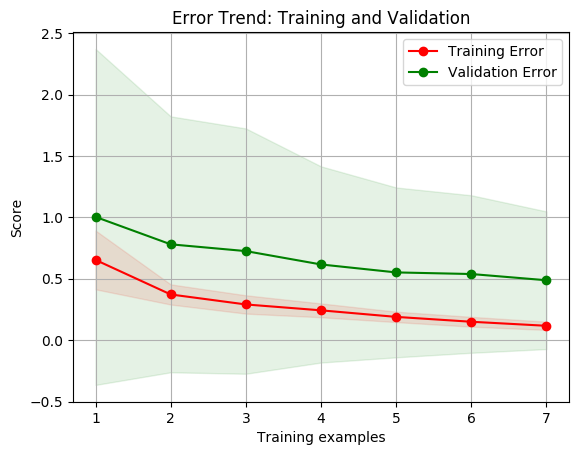 Error Trend: Training and Validation
Training Error
Validation Error
Score
2.5
2.0
1.5
1.0
0.5
0.0
−0.5
1 2 3 4 5 6 7
Training examples